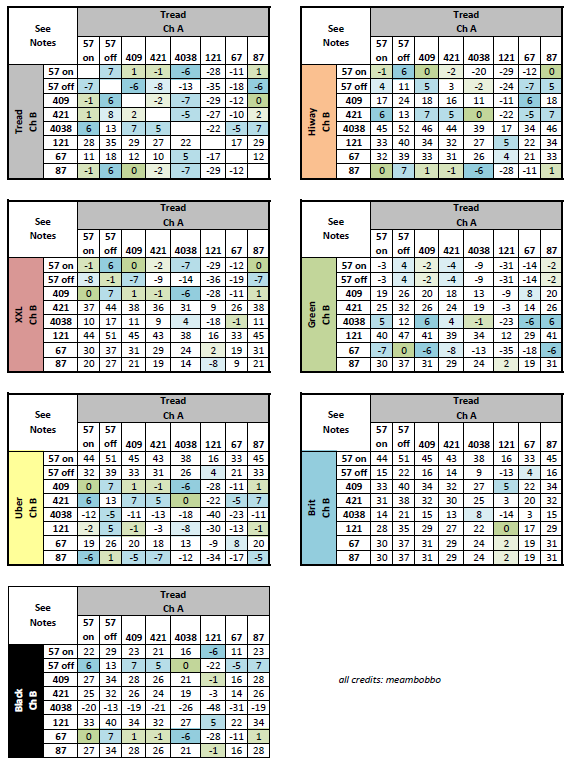 Tread
See
Ch A
Notes
57 57
on off 409 421 4038 121 67 87
Tread
Ch B
57 on 7 1 -1 -6 -28 -11 1
57 off -7 -6 -8 -13 -35 -18 -6
409 -1 6 -2 -7 -29 -12 0
421 1 8 2 -5 -27 -10 2
4038 6 13 7 5 -22 -5 7
121 28 35 29 27 22 17 29
67 11 18 12 10 5 -17 12
87 -1 6 0 -2 -7 -29 -12
Tread
See
Ch A
Notes
57 57
on off 409 421 4038 121 67 87
Hiway
Ch B
57 on -1 6 0 -2 -20 -29 -12 0
57 off 4 11 5 3 -2 -24 -7 5
409 17 24 18 16 11 -11 6 18
421 6 13 7 5 0 -22 -5 7
4038 45 52 46 44 39 17 34 46
121 33 40 34 32 27 5 22 34
67 32 39 33 31 26 4 21 33
87 0 7 1 -1 -6 -28 -11 1
Tread
See
Ch A
Notes
57 57
on off 409 421 4038 121 67 87
XXL
Ch B
57 on -1 6 0 -2 -7 -29 -12 0
57 off -8 -1 -7 -9 -14 -36 -19 -7
409 0 7 1 -1 -6 -28 -11 1
421 37 44 38 36 31 9 26 38
4038 10 17 11 9 4 -18 -1 11
121 44 51 45 43 38 16 33 45
67 30 37 31 29 24 2 19 31
87 20 27 21 19 14 -8 9 21
Tread
See
Ch A
Notes
57 57
on off 409 421 4038 121 67 87
Green
Ch B
57 on -3 4 -2 -4 -9 -31 -14 -2
57 off -3 4 -2 -4 -9 -31 -14 -2
409 19 26 20 18 13 -9 8 20
421 25 32 26 24 19 -3 14 26
4038 5 12 6 4 -1 -23 -6 6
121 40 47 41 39 34 12 29 41
67 -7 0 -6 -8 -13 -35 -18 -6
87 30 37 31 29 24 2 19 31
Tread
See
Ch A
Notes
57 57
on off 409 421 4038 121 67 87
Uber
Ch B
57 on 44 51 45 43 38 16 33 45
57 off 32 39 33 31 26 4 21 33
409 0 7 1 -1 -6 -28 -11 1
421 6 13 7 5 0 -22 -5 7
4038 -12 -5 -11 -13 -18 -40 -23 -11
121 -2 5 -1 -3 -8 -30 -13 -1
67 19 26 20 18 13 -9 8 20
87 -6 1 -5 -7 -12 -34 -17 -5
Tread
See
Ch A
Notes
57 57
on off 409 421 4038 121 67 87
Brit
Ch B
57 on 44 51 45 43 38 16 33 45
57 off 15 22 16 14 9 -13 4 16
409 33 40 34 32 27 5 22 34
421 31 38 32 30 25 3 20 32
4038 14 21 15 13 8 -14 3 15
121 28 35 29 27 22 0 17 29
67 30 37 31 29 24 2 19 31
87 30 37 31 29 24 2 19 31
Tread
See
Ch A
Notes
57 57
on off 409 421 4038 121 67 87
Black
Ch B
57 on 22 29 23 21 16 -6 11 23
57 off 6 13 7 5 0 -22 -5 7
409 27 34 28 26 21 -1 16 28
421 25 32 26 24 19 -3 14 26
4038 -20 -13 -19 -21 -26 -48 -31 -19
121 33 40 34 32 27 5 22 34
67 0 7 1 -1 -6 -28 -11 1
87 27 34 28 26 21 -1 16 28
all credits: meambobbo